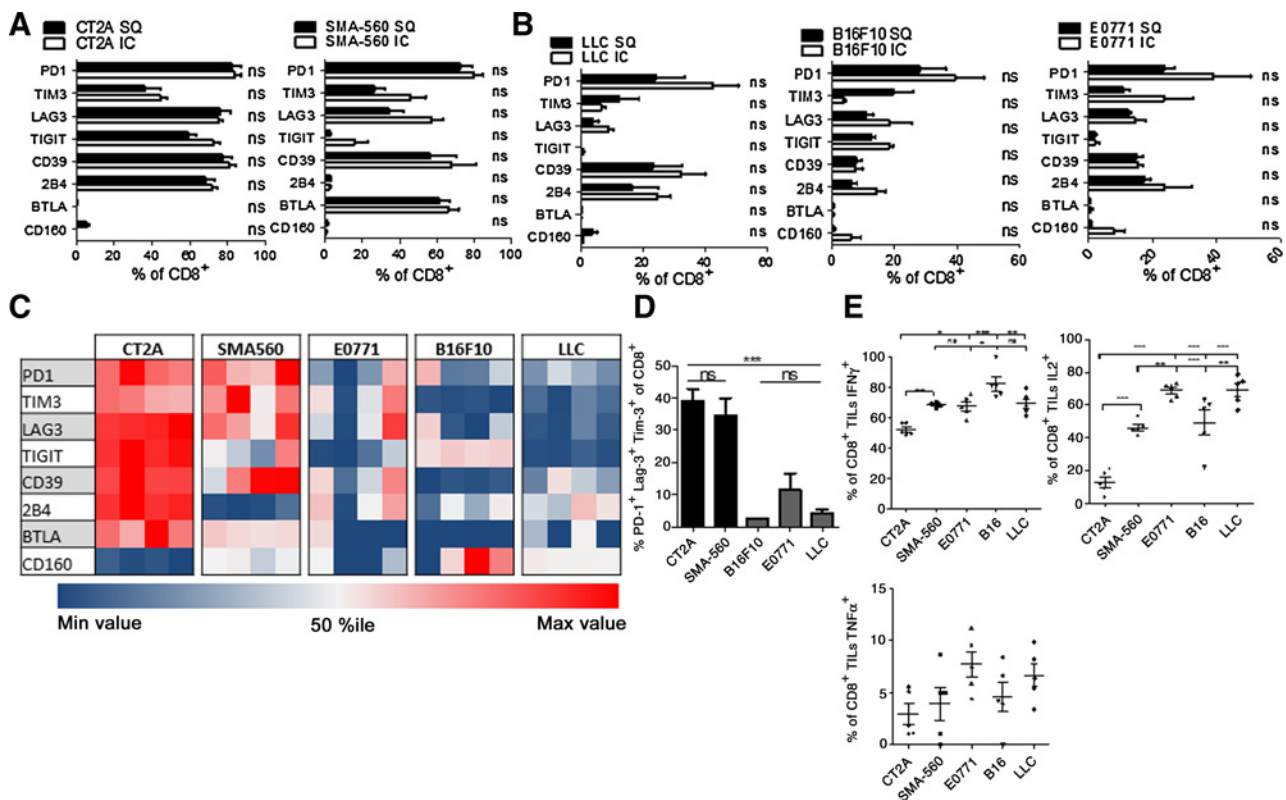 A
CT2A SQ
CT2A IC
PD1 ns
TIM3 ns
LAG3 ns
TIGIT ns
CD39 ns
2B4 ns
BTLA ns
CD160 ns
0 20 40 60 80 100
% of CD8+
SMA-560 SQ
SMA-560 IC
PD1 ns
TIM3 ns
LAG3 ns
TIGIT ns
CD39 ns
2B4 ns
BTLA ns
CD160 ns
0 20 40 60 80 100
% of CD8+
B
LLC SQ
LLC IC
PD1 ns
TIM3 ns
LAG3 ns
TIGIT ns
CD39 ns
2B4 ns
BTLA ns
CD160 ns
0 20 40 60
% of CD8+
B16F10 SQ
B16F10 IC
PD1 ns
TIM3 ns
LAG3 ns
TIGIT ns
CD39 ns
2B4 ns
BTLA ns
CD160 ns
0 20 40 60
% of CD8+
E0771 SQ
E0771 IC
PD1 ns
TIM3 ns
LAG3 ns
TIGIT ns
CD39 ns
2B4 ns
BTLA ns
CD160 ns
0 20 40 60
% of CD8+
C
CT2A SMA560 E0771 B16F10 LLC
PD1
TIM3
LAG3
TIGIT
CD39
2B4
BTLA
CD160
Min value 50 %ile Max value
D
% PD-1+ Lag-3+ Tim-3+ of CD8+
50
40
30
20
10
0
***
ns ns
CT2A SMA-560 B16F10 E0771 LLC
E
% of CD8+ TILs IFNγ+
100
80
60
40
20
0
* *** **
ns * ns
**
CT2A SMA-560 E0771 B16 LLC
% of CD8+ TILs IL2+
100
80
60
40
20
0
*** *** ***
** *** **
***
CT2A SMA-560 E0771 B16 LLC
% of CD8+ TILs TNFα+
15
10
5
0
CT2A SMA-560 E0771 B16 LLC